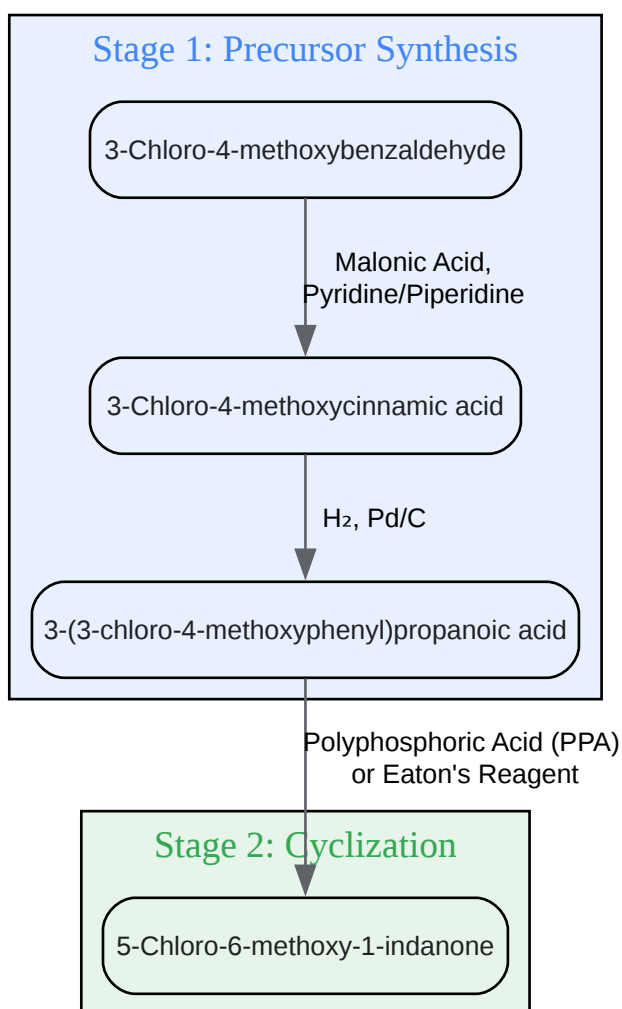 Stage 1: Precursor Synthesis
3-Chloro-4-methoxybenzaldehyde
Malonic Acid,
Pyridine/Piperidine
3-Chloro-4-methoxycinnamic acid
H₂, Pd/C
3-(3-chloro-4-methoxyphenyl)propanoic acid
Polyphosphoric Acid (PPA)
or Eaton's Reagent
Stage 2: Cyclization
5-Chloro-6-methoxy-1-indanone